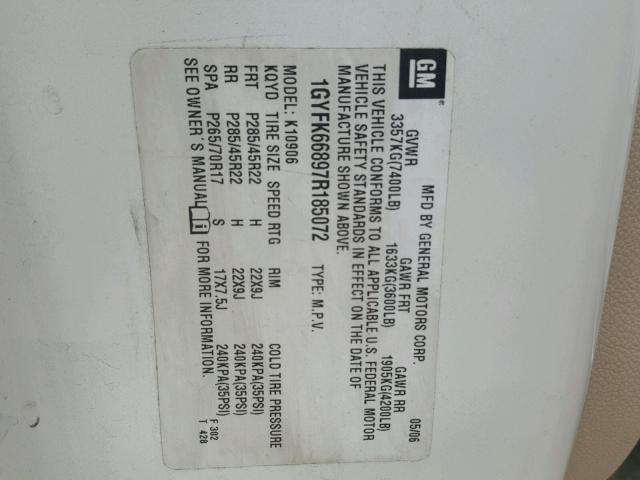 GM
MFD BY GENERAL MOTORS CORP. 05/06
GVWR GAWR FRT GAWR RR
3357KG(7400LB) 1633KG(3600LB) 1905KG(4200LB)
THIS VEHICLE CONFORMS TO ALL APPLICABLE U.S. FEDERAL MOTOR
VEHICLE SAFETY STANDARDS IN EFFECT ON THE DATE OF
MANUFACTURE SHOWN ABOVE.
1GYFK66897R185072 TYPE: M.P.V.
MODEL: K10906
KQYD TIRE SIZE SPEED RTG RIM COLD TIRE PRESSURE
FRT P285/45R22 H 22X9J 240KPA(35PSI)
RR P285/45R22 H 22X9J 240KPA(35PSI)
SPA P265/70R17 S 17X7.5J 240KPA(35PSI)
SEE OWNER'S MANUAL FOR MORE INFORMATION.
F 302
T 428